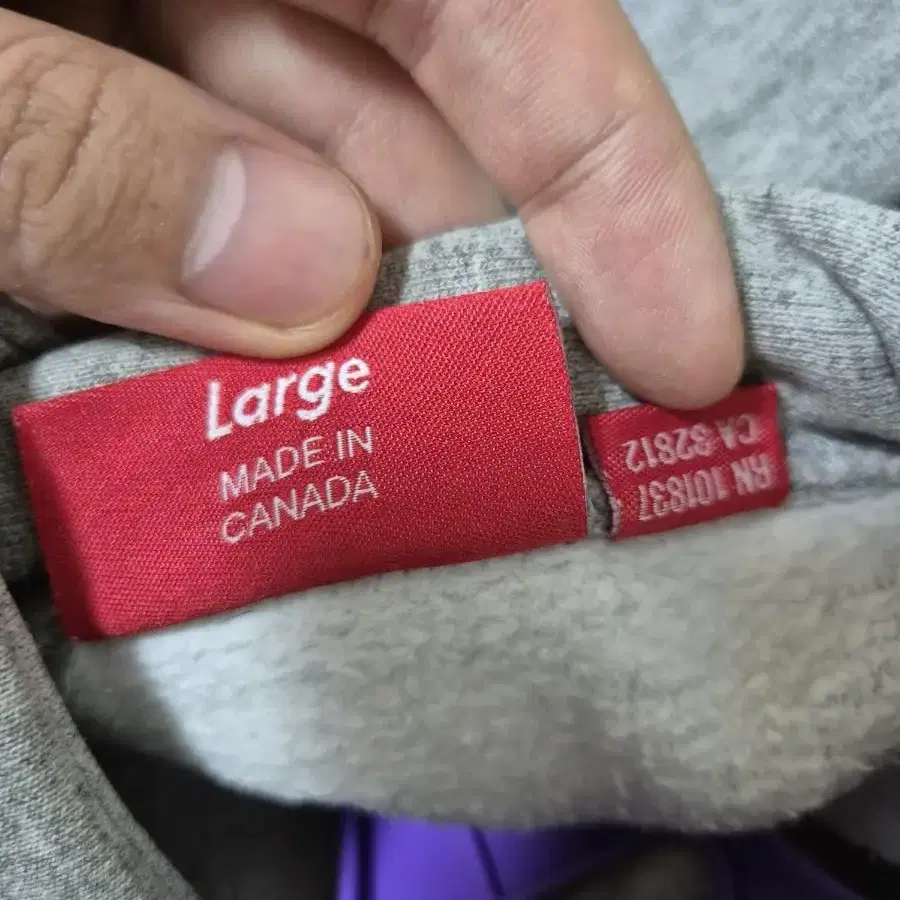 Large
MADE IN
CANADA
RN 101837
CA 32812